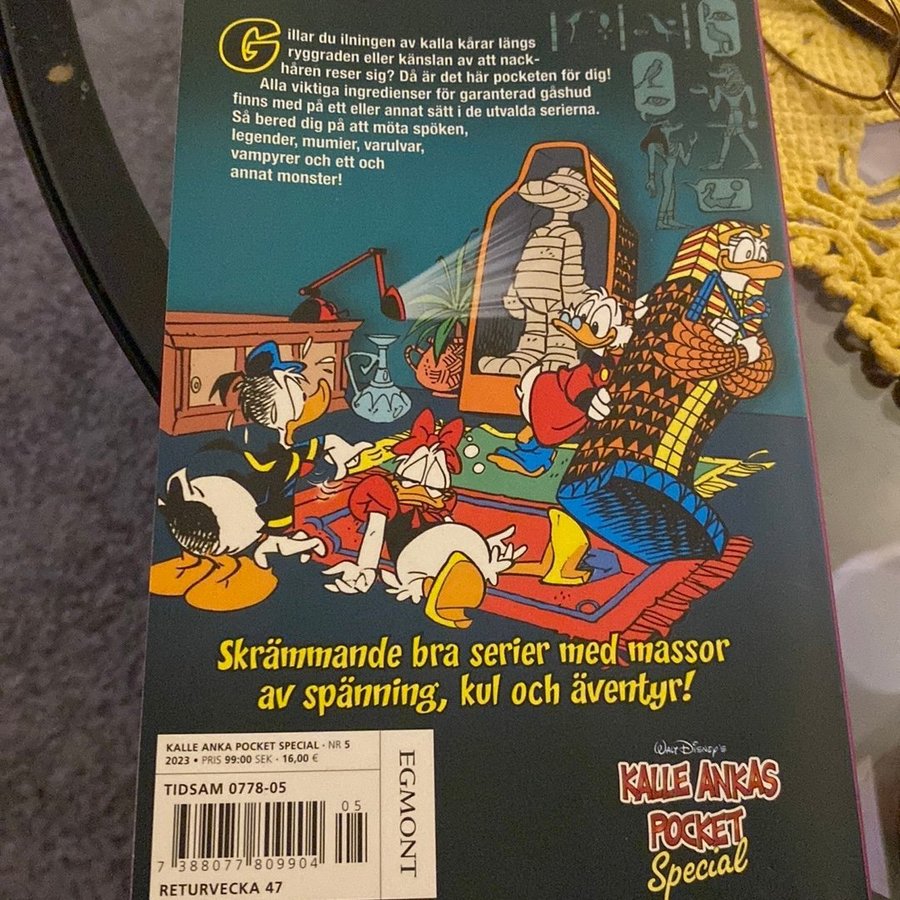 Gillar du ilningen av kalla kårar längs
ryggraden eller känslan av att nack-
håren reser sig? Då är det här pocketen för dig!
Alla viktiga ingredienser för garanterad gåshud
finns med på ett eller annat sätt i de utvalda serierna.
Så bered dig på att möta spöken,
legender, mumier, varulvar,
vampyrer och ett och
annat monster!
Skrämmande bra serier med massor
av spänning, kul och äventyr!
KALLE ANKA POCKET SPECIAL · NR 5
2023 • PRIS 99:00 SEK · 16,00 €
TIDSAM 0778-05
05
7 388077 809904
RETURVECKA 47
EGMONT
WALT DISNEY'S
KALLE ANKAS
POCKET
Special